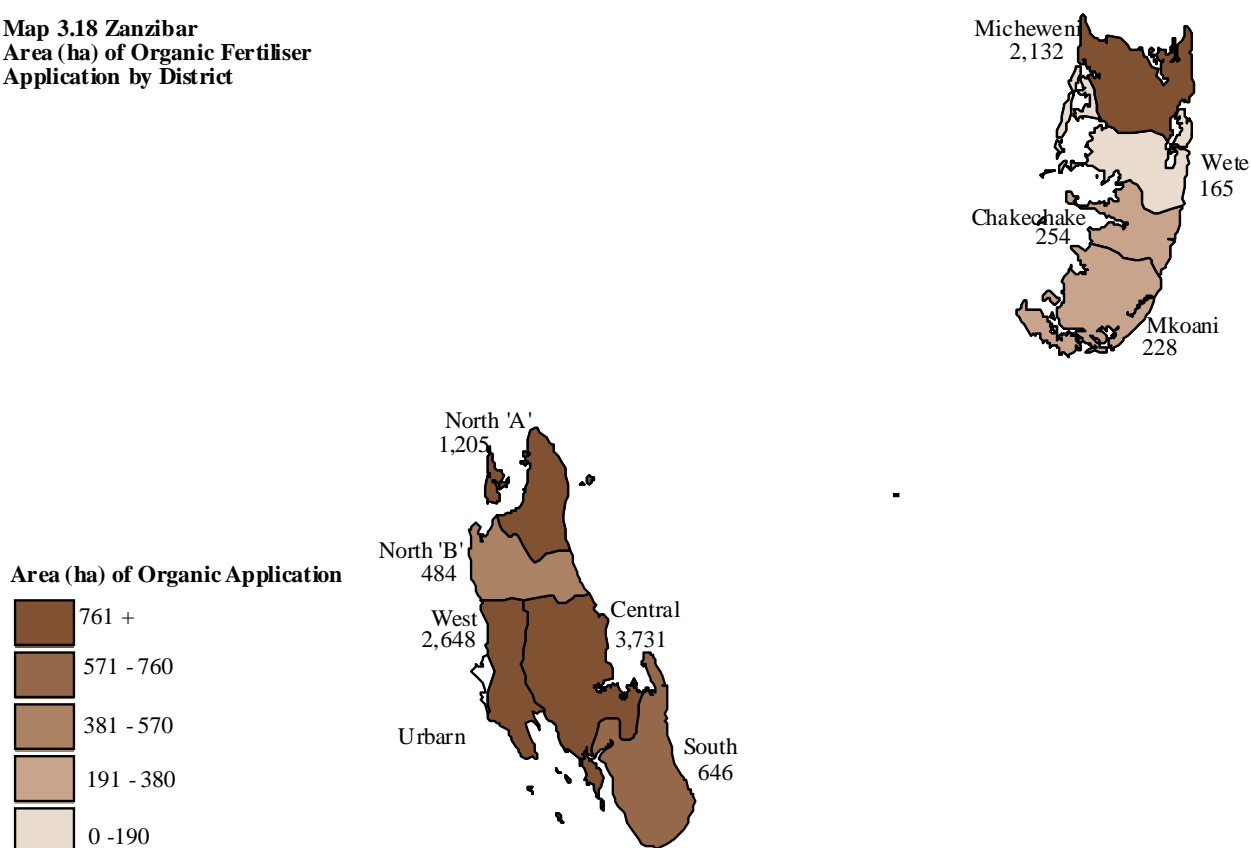 Map 3.18 Zanzibar
Area (ha) of Organic Fertiliser
Application by District
Micheweni
2,132
Wete
165
Chakechake
254
Mkoani
228
North 'A'
1,205
North 'B'
484
West
2,648
Central
3,731
Urbarn
South
646
Area (ha) of Organic Application
761 +
571 - 760
381 - 570
191 - 380
0 -190